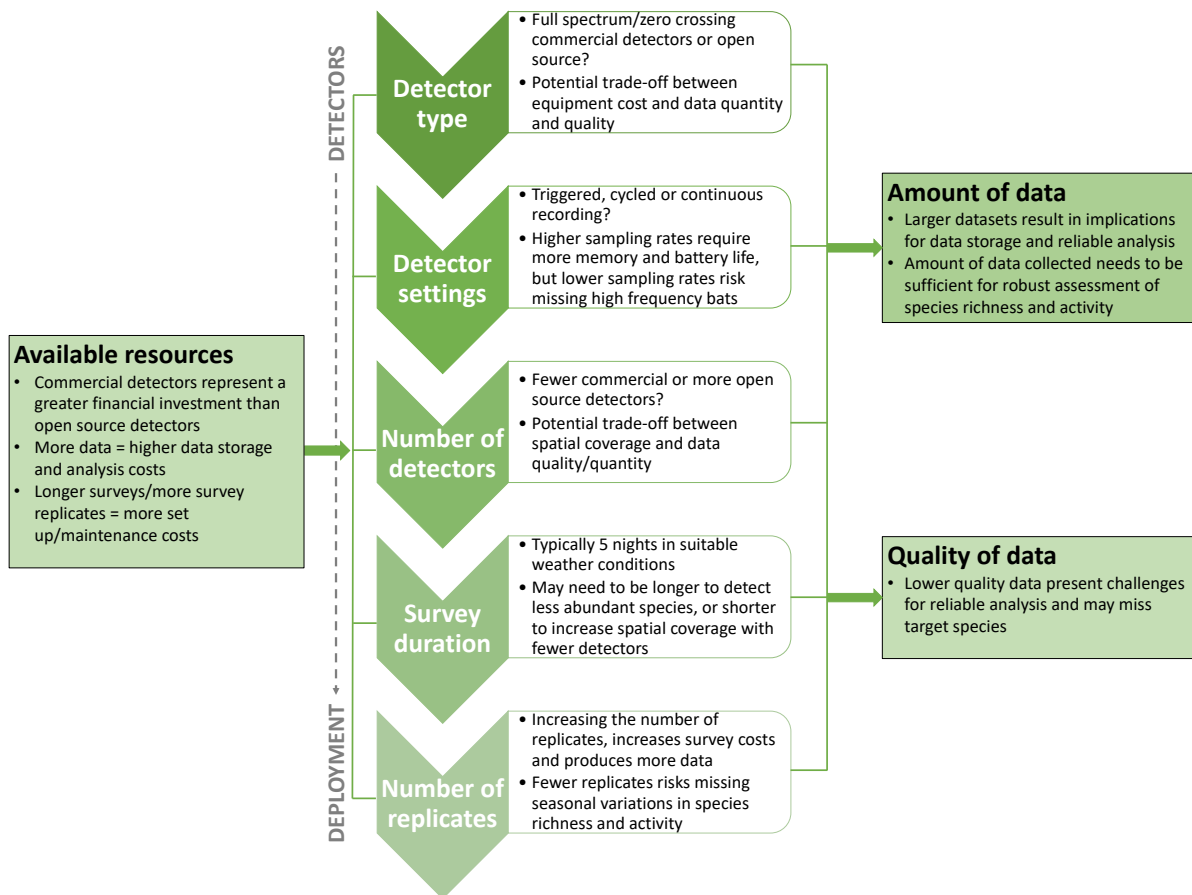 DETECTORS
DEPLOYMENT
Available resources
• Commercial detectors represent a
greater financial investment than
open source detectors
• More data = higher data storage
and analysis costs
• Longer surveys/more survey
replicates = more set
up/maintenance costs
Detector
type
• Full spectrum/zero crossing
commercial detectors or open
source?
• Potential trade-off between
equipment cost and data quantity
and quality
Detector
settings
• Triggered, cycled or continuous
recording?
• Higher sampling rates require
more memory and battery life,
but lower sampling rates risk
missing high frequency bats
Number of
detectors
• Fewer commercial or more open
source detectors?
• Potential trade-off between
spatial coverage and data
quality/quantity
Survey
duration
• Typically 5 nights in suitable
weather conditions
• May need to be longer to detect
less abundant species, or shorter
to increase spatial coverage with
fewer detectors
Number of
replicates
• Increasing the number of
replicates, increases survey costs
and produces more data
• Fewer replicates risks missing
seasonal variations in species
richness and activity
Amount of data
• Larger datasets result in implications
for data storage and reliable analysis
• Amount of data collected needs to be
sufficient for robust assessment of
species richness and activity
Quality of data
• Lower quality data present challenges
for reliable analysis and may miss
target species